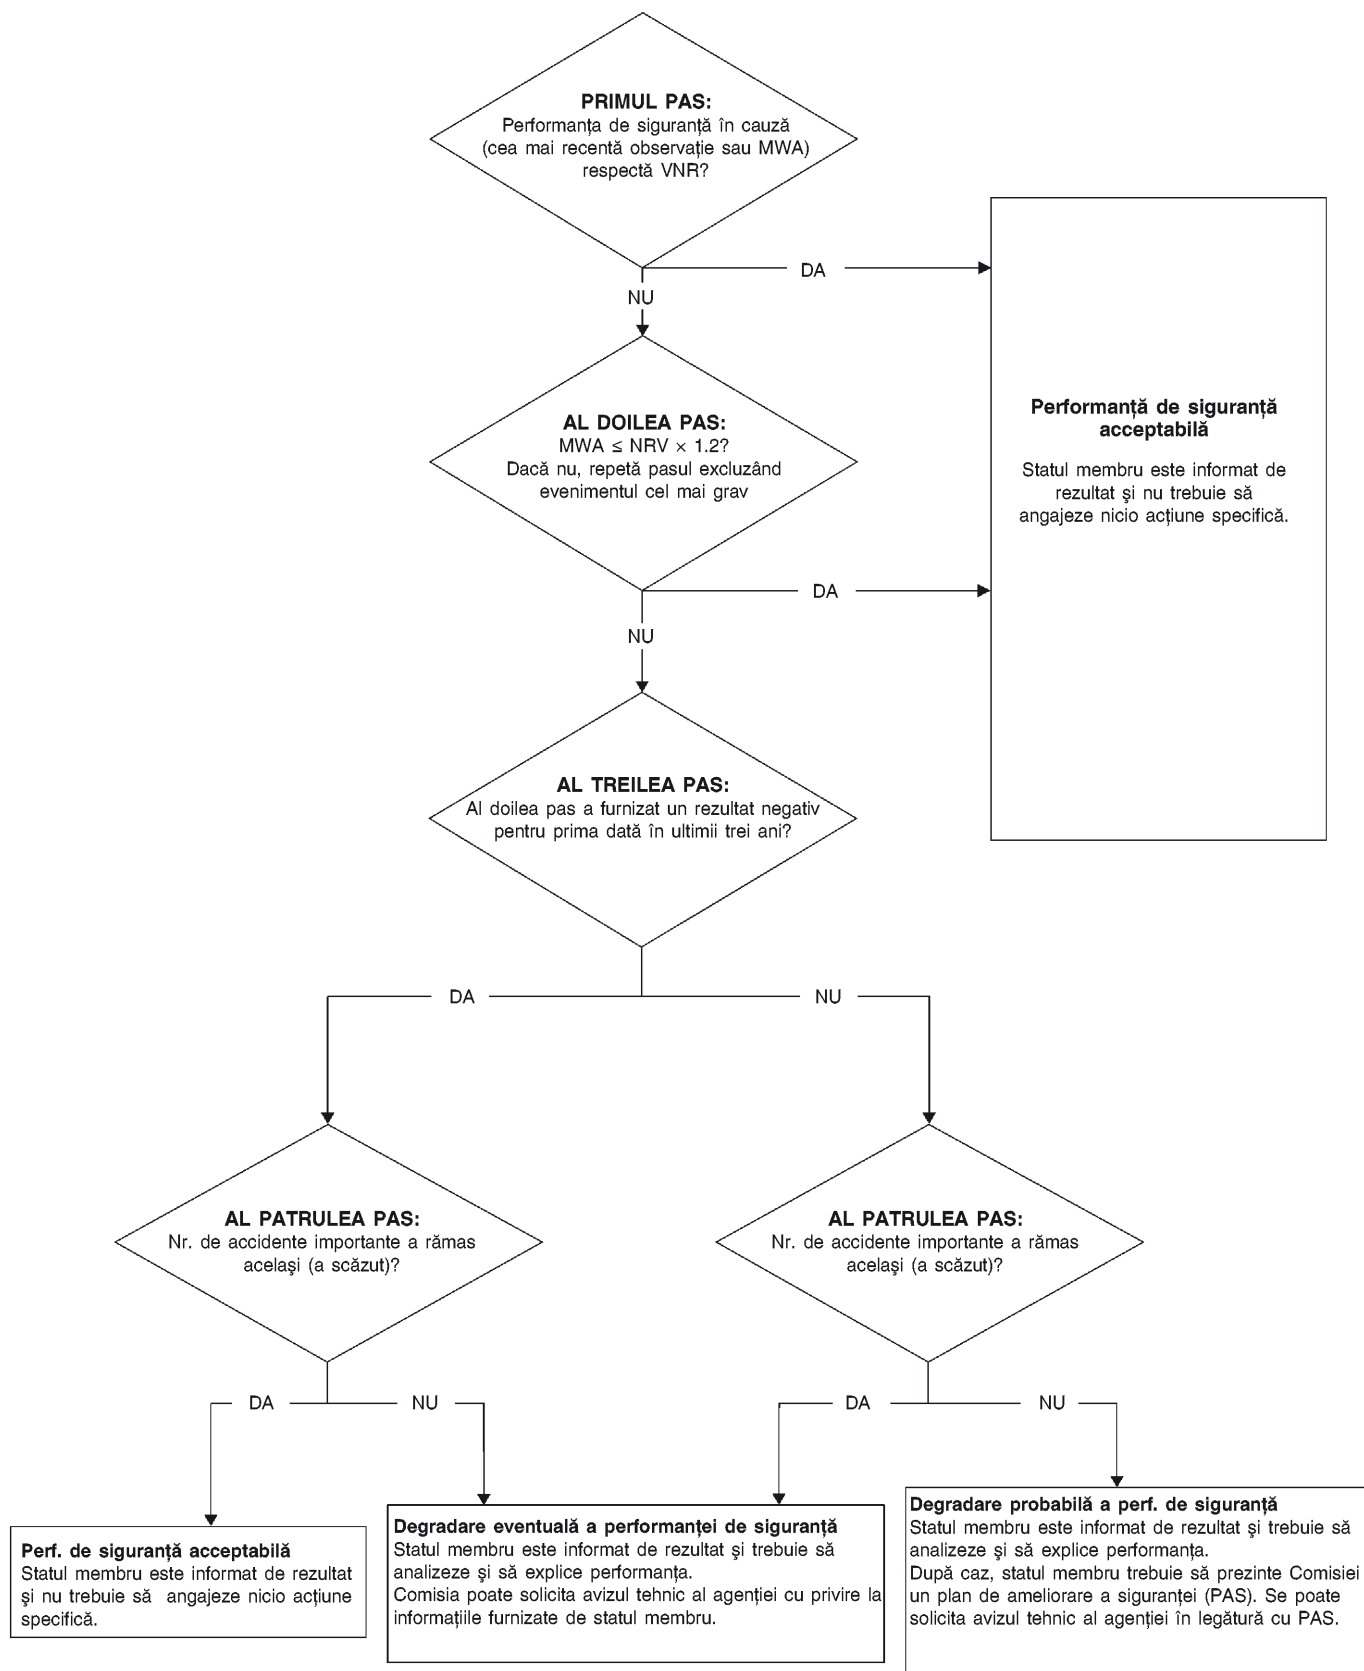 PRIMUL PAS:
Performanța de siguranță în cauză
(cea mai recentă observație sau MWA)
respectă VNR?
DA
NU
AL DOILEA PAS:
MWA ≤ NRV × 1.2?
Dacă nu, repetă pasul excluzând
evenimentul cel mai grav
Performanță de siguranță
acceptabilă
Statul membru este informat de
rezultat şi nu trebuie să
angajeze nicio acțiune specifică.
DA
NU
AL TREILEA PAS:
Al doilea pas a furnizat un rezultat negativ
pentru prima dată în ultimii trei ani?
DA
NU
AL PATRULEA PAS:
Nr. de accidente importante a rămas
acelaşi (a scăzut)?
AL PATRULEA PAS:
Nr. de accidente importante a rămas
acelaşi (a scăzut)?
DA
NU
DA
NU
Perf. de siguranță acceptabilă
Statul membru este informat de rezultat
şi nu trebuie să angajeze nicio acțiune
specifică.
Degradare eventuală a performanței de siguranță
Statul membru este informat de rezultat şi trebuie să
analizeze şi să explice performanța.
Comisia poate solicita avizul tehnic al agenției cu privire la
informațiile furnizate de statul membru.
Degradare probabilă a perf. de siguranță
Statul membru este informat de rezultat şi trebuie să
analizeze şi să explice performanța.
După caz, statul membru trebuie să prezinte Comisiei
un plan de ameliorare a siguranței (PAS). Se poate
solicita avizul tehnic al agenției în legătură cu PAS.